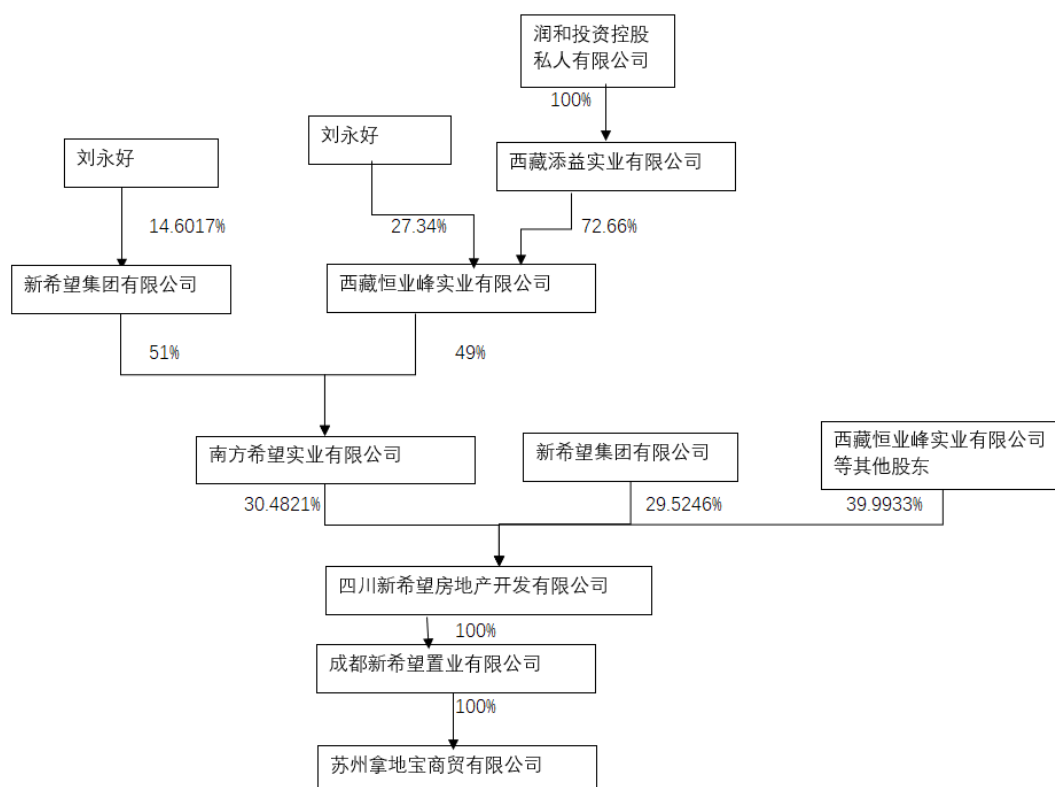 润和投资控股
私人有限公司
100%
刘永好
刘永好
西藏添益实业有限公司
14.6017%
27.34%
72.66%
新希望集团有限公司
西藏恒业峰实业有限公司
51%
49%
南方希望实业有限公司
新希望集团有限公司
西藏恒业峰实业有限公司
等其他股东
30.4821%
29.5246%
39.9933%
四川新希望房地产开发有限公司
100%
成都新希望置业有限公司
100%
苏州拿地宝商贸有限公司